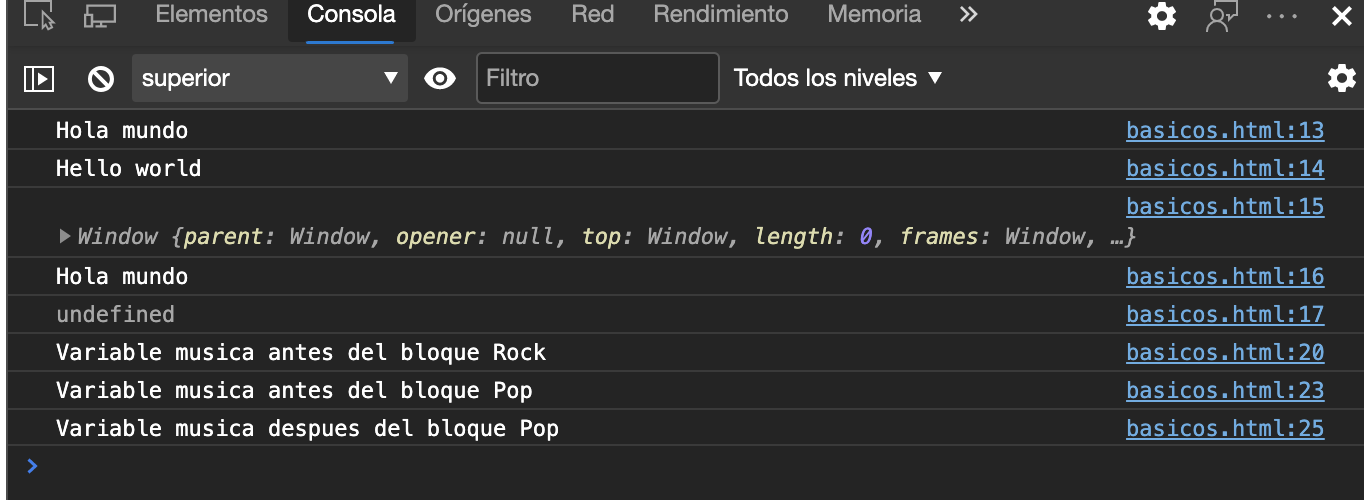 Elementos Consola Orígenes Red Rendimiento Memoria
superior Filtro Todos los niveles
Hola mundo basicos.html:13
Hello world basicos.html:14
basicos.html:15
Window {parent: Window, opener: null, top: Window, length: 0, frames: Window, …}
Hola mundo basicos.html:16
undefined basicos.html:17
Variable musica antes del bloque Rock basicos.html:20
Variable musica antes del bloque Pop basicos.html:23
Variable musica despues del bloque Pop basicos.html:25